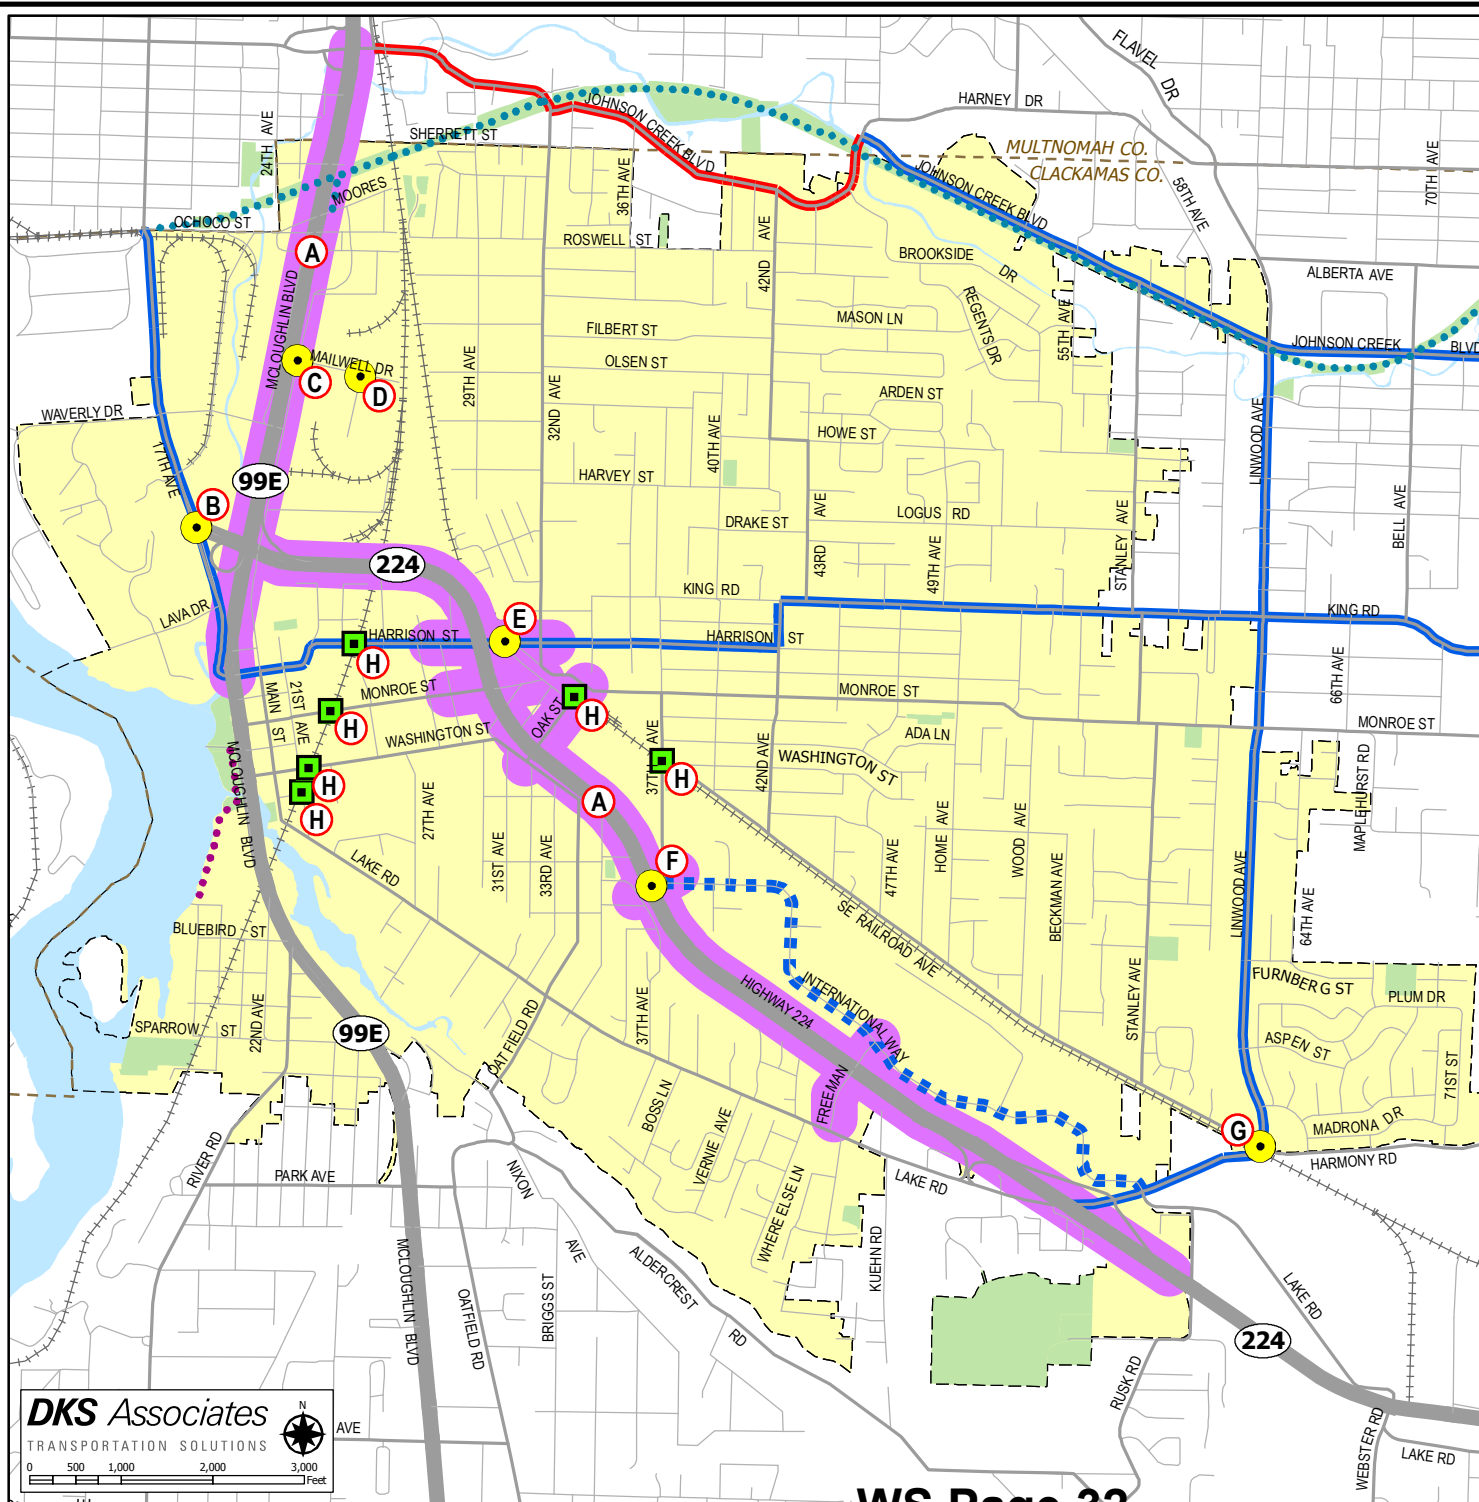 FLAVEL DR
HARNEY DR
24TH AVE
SHERRETT ST
JOHNSON CREEK BLVD
MULTNOMAH CO.
CLACKAMAS CO.
70TH AVE
MOORES
36TH AVE
JOHNSON CREEK BLVD
58TH AVE
OCHOCO ST
ROSWELL ST
42ND AVE
BROOKSIDE DR
A
ALBERTA AVE
MCLOUGHLIN BLVD
REGENTS DR
55TH AVE
FILBERT ST
MASON LN
JOHNSON CREEK BLVD
MAILWELL DR
29TH AVE
OLSEN ST
C
D
32ND AVE
ARDEN ST
WAVERLY DR
40TH AVE
HOWE ST
LINWOOD AVE
17TH AVE
99E
HARVEY ST
B
43RD AVE
LOGUS RD
DRAKE ST
STANLEY AVE
BELL AVE
224
49TH AVE
KING RD
KING RD
LAVA DR
E
HARRISON ST
HARRISON ST
H
MAIN ST
21ST AVE
MONROE ST
MONROE ST
66TH AVE
H
H
OAK ST
MONROE ST
WASHINGTON ST
37TH AVE
ADA LN
MCLOUGHLIN BLVD
42ND AVE
WASHINGTON ST
H
H
H
MAPLEHURST RD
A
27TH AVE
HOME AVE
WOOD AVE
LAKE RD
31ST AVE
33RD AVE
F
47TH AVE
BECKMAN AVE
LINWOOD AVE
64TH AVE
SE RAILROAD AVE
BLUEBIRD ST
FURNBERG ST
INTERNATIONAL WAY
HIGHWAY 224
PLUM DR
SPARROW ST
22ND AVE
99E
OATFIELD RD
37TH AVE
STANLEY AVE
ASPEN ST
71ST ST
FREEMAN
BOSS LN
VERNIE AVE
G
MADRONA DR
RIVER RD
HARMONY RD
PARK AVE
NIXON AVE
WHERE ELSE LN
LAKE RD
KUEHN RD
MCLOUGHLIN BLVD
OATFIELD RD
BRIGGS ST
ALDERCREST RD
LAKE RD
224
RUSK RD
DKS Associates
TRANSPORTATION SOLUTIONS
N
AVE
0 500 1,000 2,000 3,000
Feet
WEBSTER RD
LAKE RD
WS Page 32